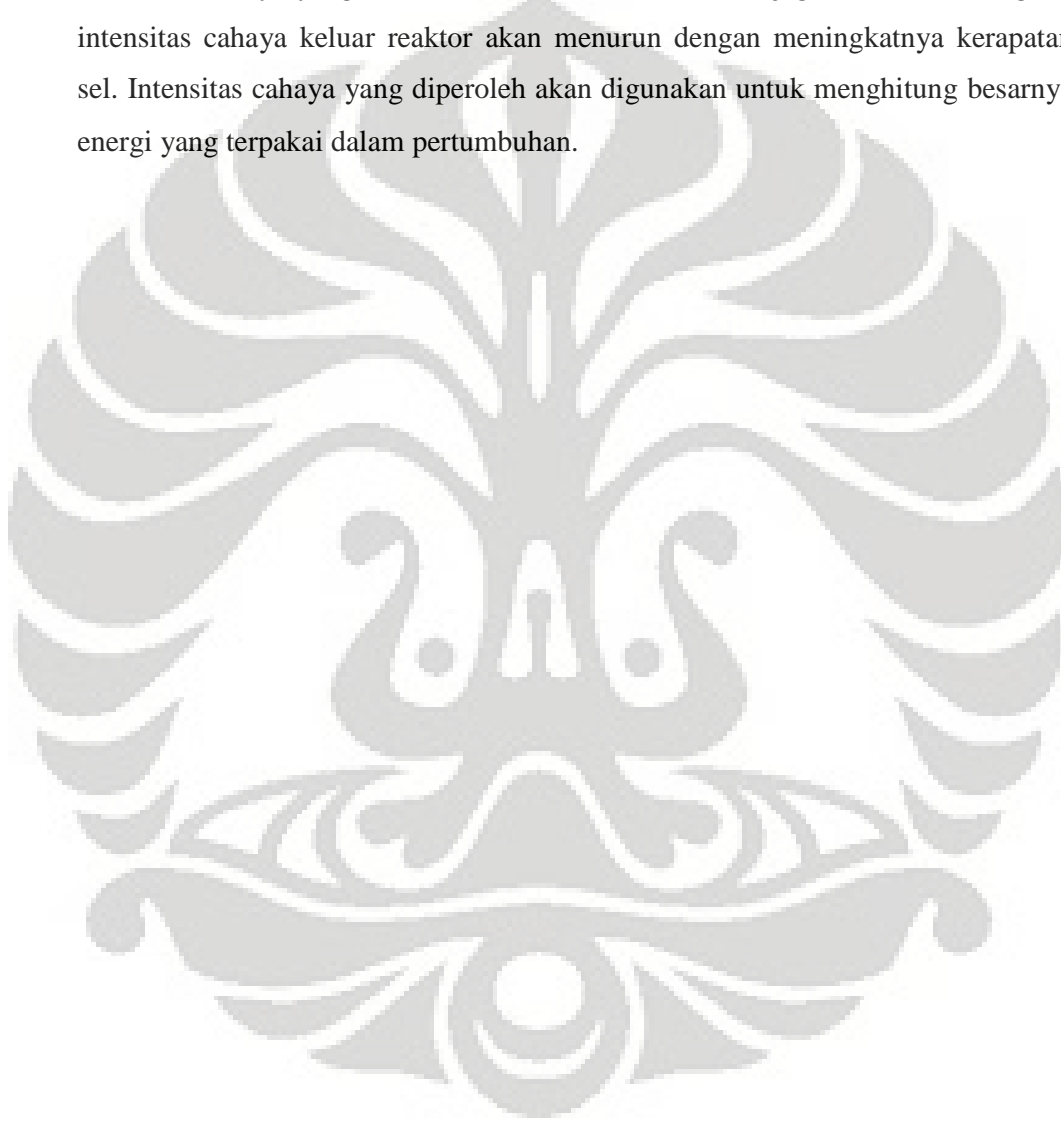 intensitas cahaya keluar reaktor akan menurun dengan meningkatnya kerapatan
sel. Intensitas cahaya yang diperoleh akan digunakan untuk menghitung besarny
energi yang terpakai dalam pertumbuhan.